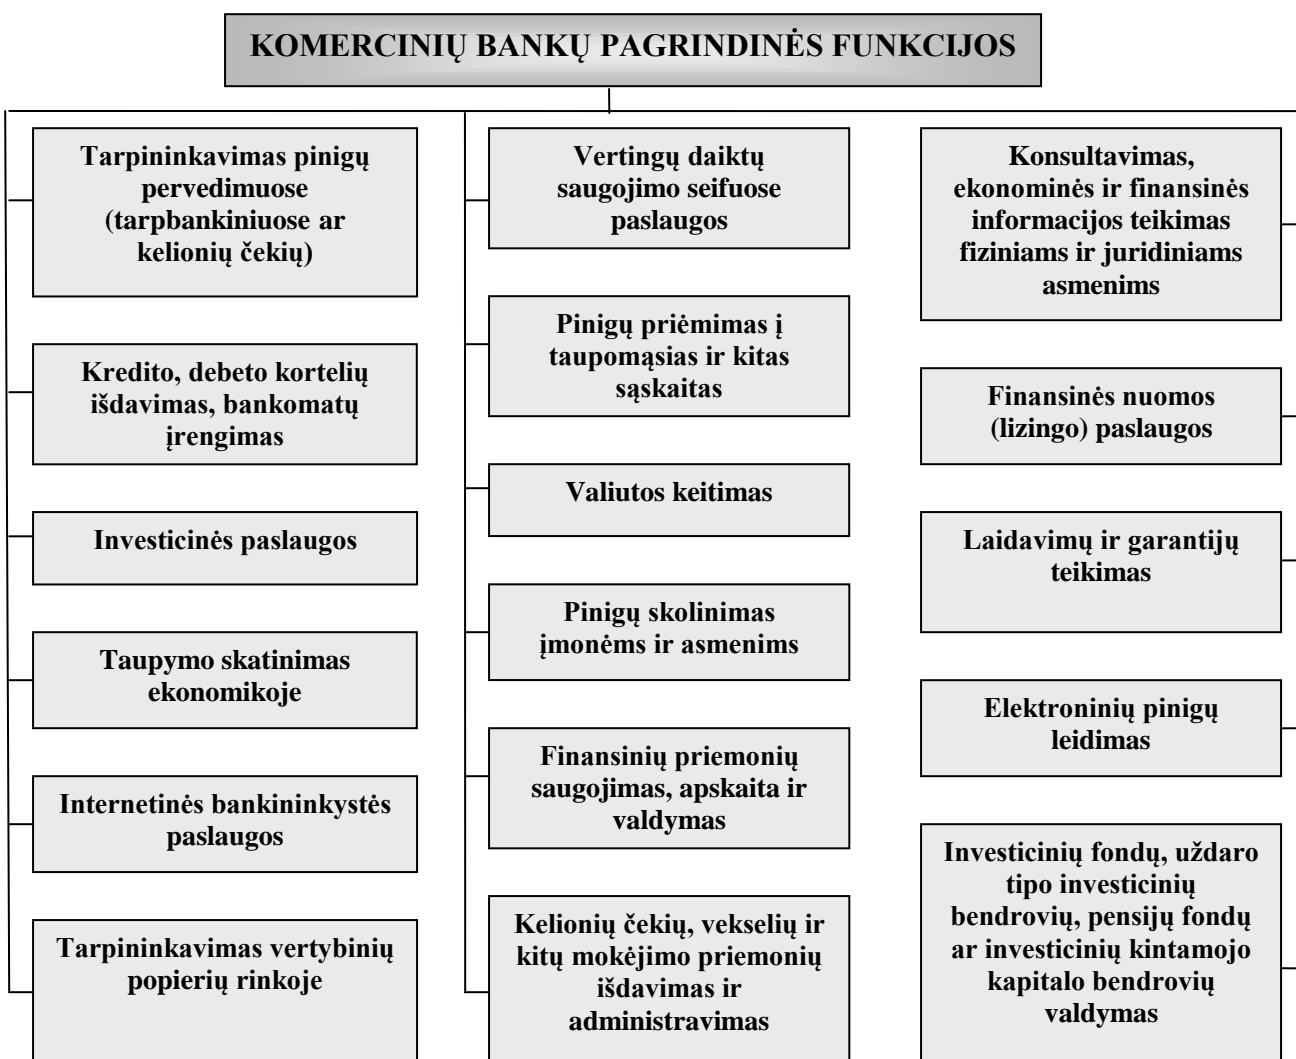 KOMERCINIŲ BANKŲ PAGRINDINĖS FUNKCIJOS
Tarpininkavimas pinigų
pervedimuose
(tarpbankiniuose ar
kelionių čekių)
Kredito, debeto kortelių
išdavimas, bankomatų
įrengimas
Investicinės paslaugos
Taupymo skatinimas
ekonomikoje
Internetinės bankininkystės
paslaugos
Tarpininkavimas vertybinių
popierių rinkoje
Vertingų daiktų
saugojimo seifuose
paslaugos
Pinigų priėmimas į
taupomąsias ir kitas
sąskaitas
Valiutos keitimas
Pinigų skolinimas
įmonėms ir asmenims
Finansinių priemonių
saugojimas, apskaita ir
valdymas
Kelionių čekių, vekselių ir
kitų mokėjimo priemonių
išdavimas ir
administravimas
Konsultavimas,
ekonominės ir finansinės
informacijos teikimas
fiziniams ir juridiniams
asmenims
Finansinės nuomos
(lizingo) paslaugos
Laidavimų ir garantijų
teikimas
Elektroninių pinigų
leidimas
Investicinių fondų, uždaro
tipo investicinių
bendrovių, pensijų fondų
ar investicinių kintamojo
kapitalo bendrovių
valdymas